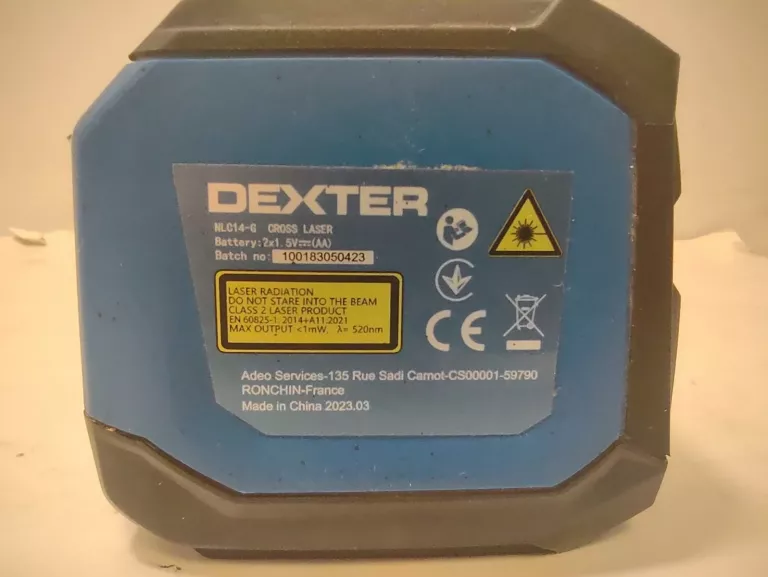 DEXTER
NLC14-G CROSS LASER
Battery:2x1.5V⎓(AA)
Batch no: 100183050423
LASER RADIATION
DO NOT STARE INTO THE BEAM
CLASS 2 LASER PRODUCT
EN 60825-1: 2014+A11:2021
MAX OUTPUT <1mW, λ= 520nm
CE
Adeo Services-135 Rue Sadi Carnot-CS00001-59790
RONCHIN-France
Made in China 2023.03